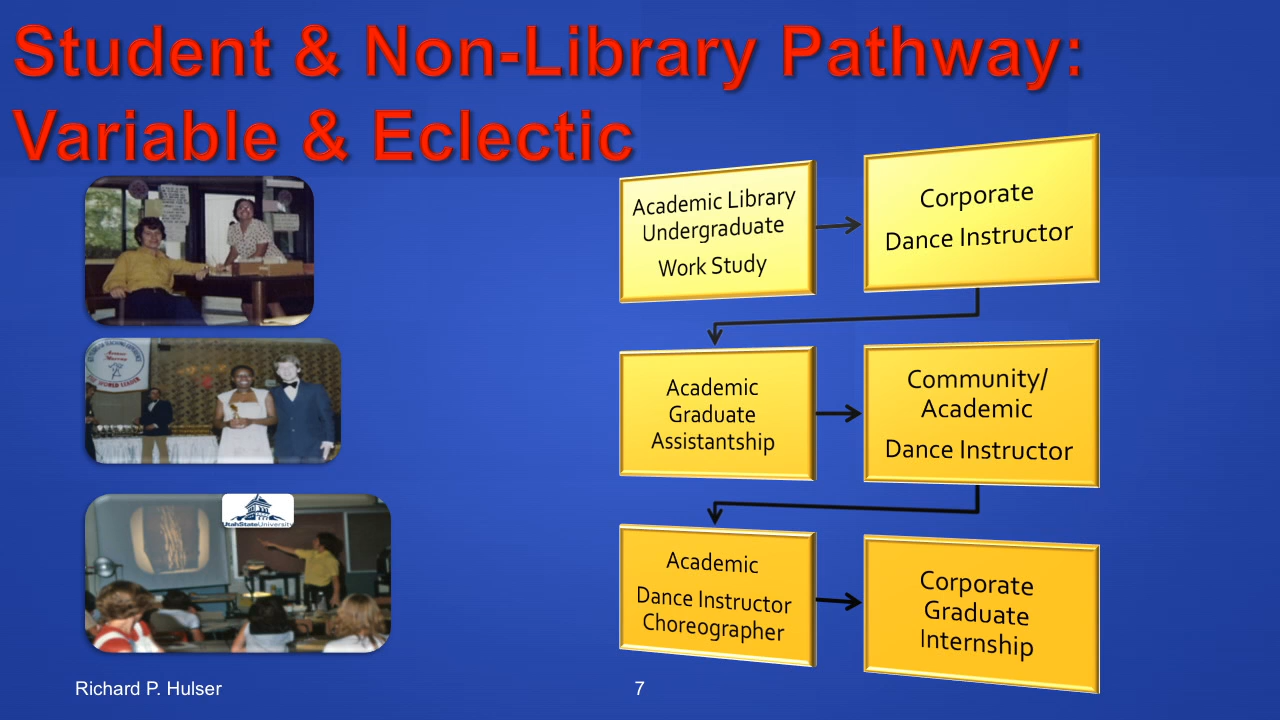 Student & Non-Library Pathway:
Variable & Eclectic
Academic Library
Undergraduate
Work Study
Corporate
Dance Instructor
Academic
Graduate
Assistantship
Community/
Academic
Dance Instructor
Academic
Dance Instructor
Choreographer
Corporate
Graduate
Internship
UtahStateUniversity
Richard P. Hulser
7